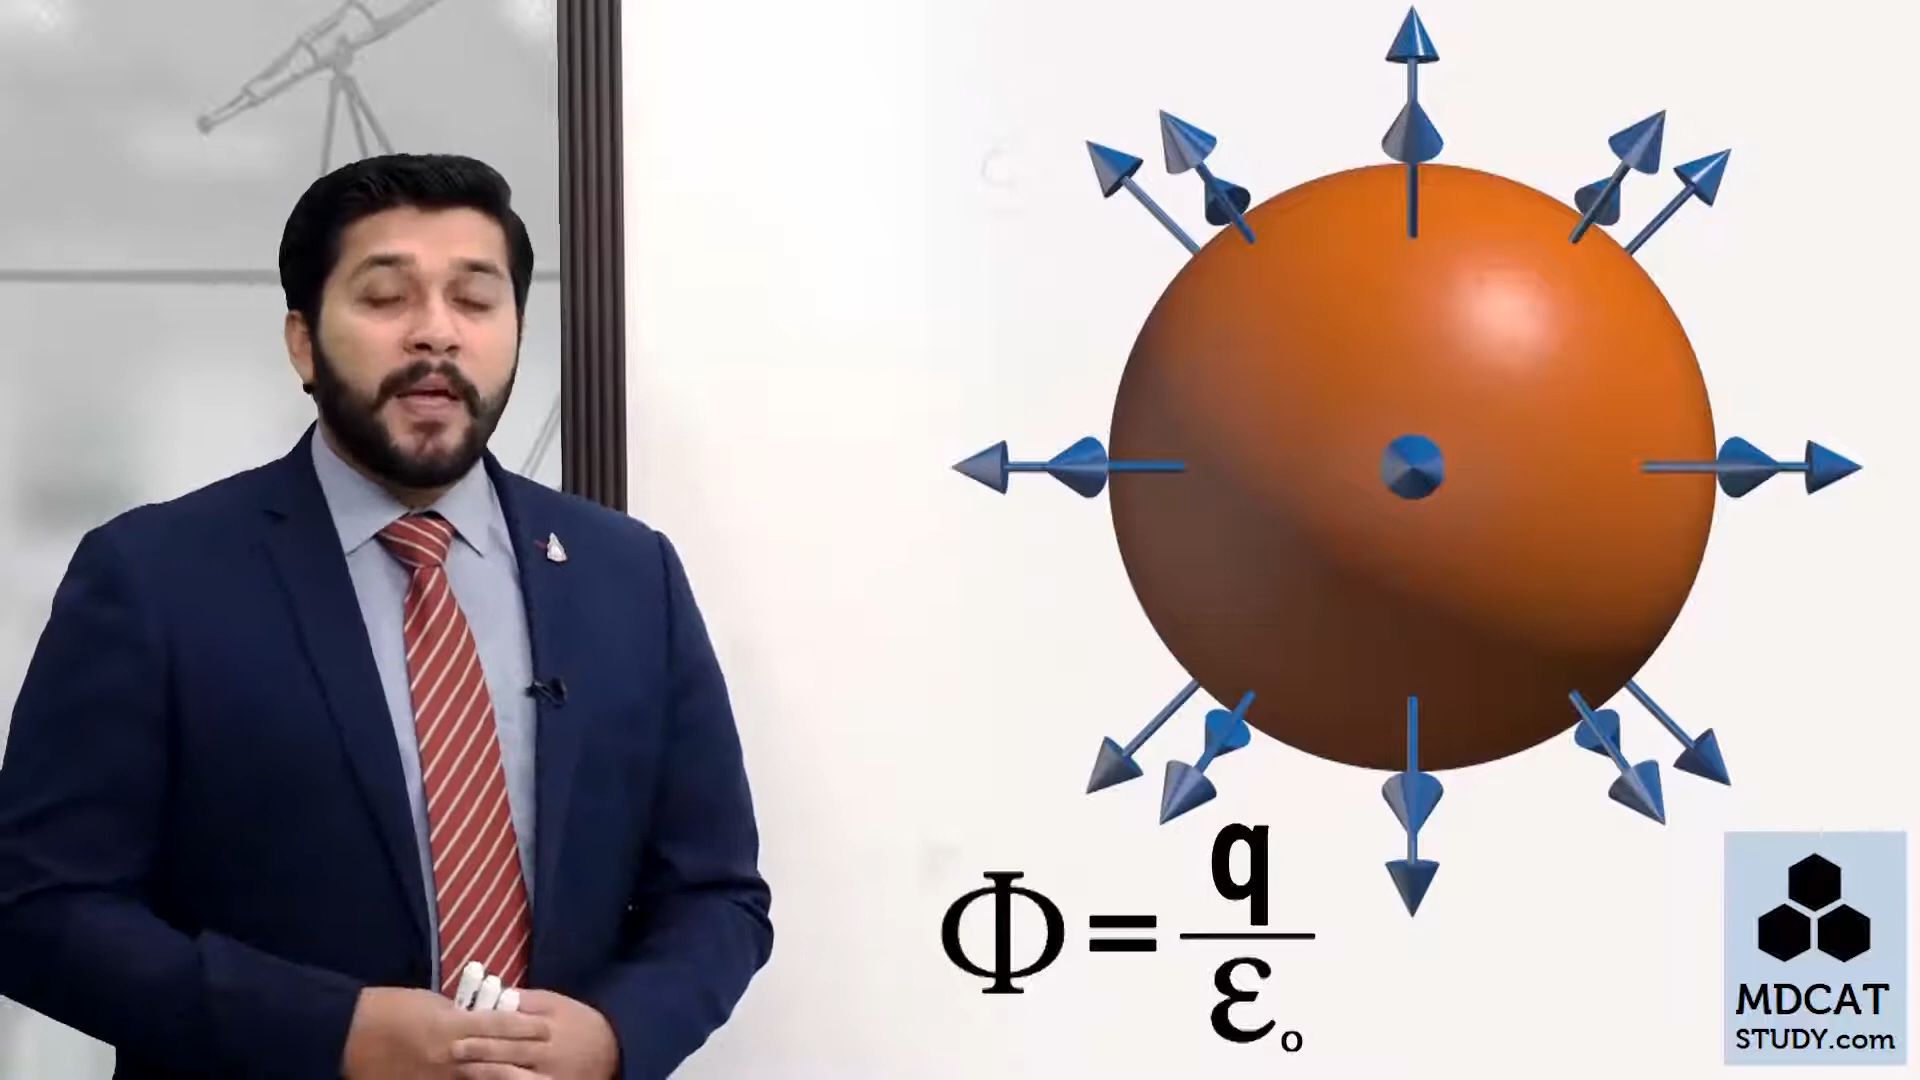 Φ = q/ε₀
MDCAT
STUDY.com